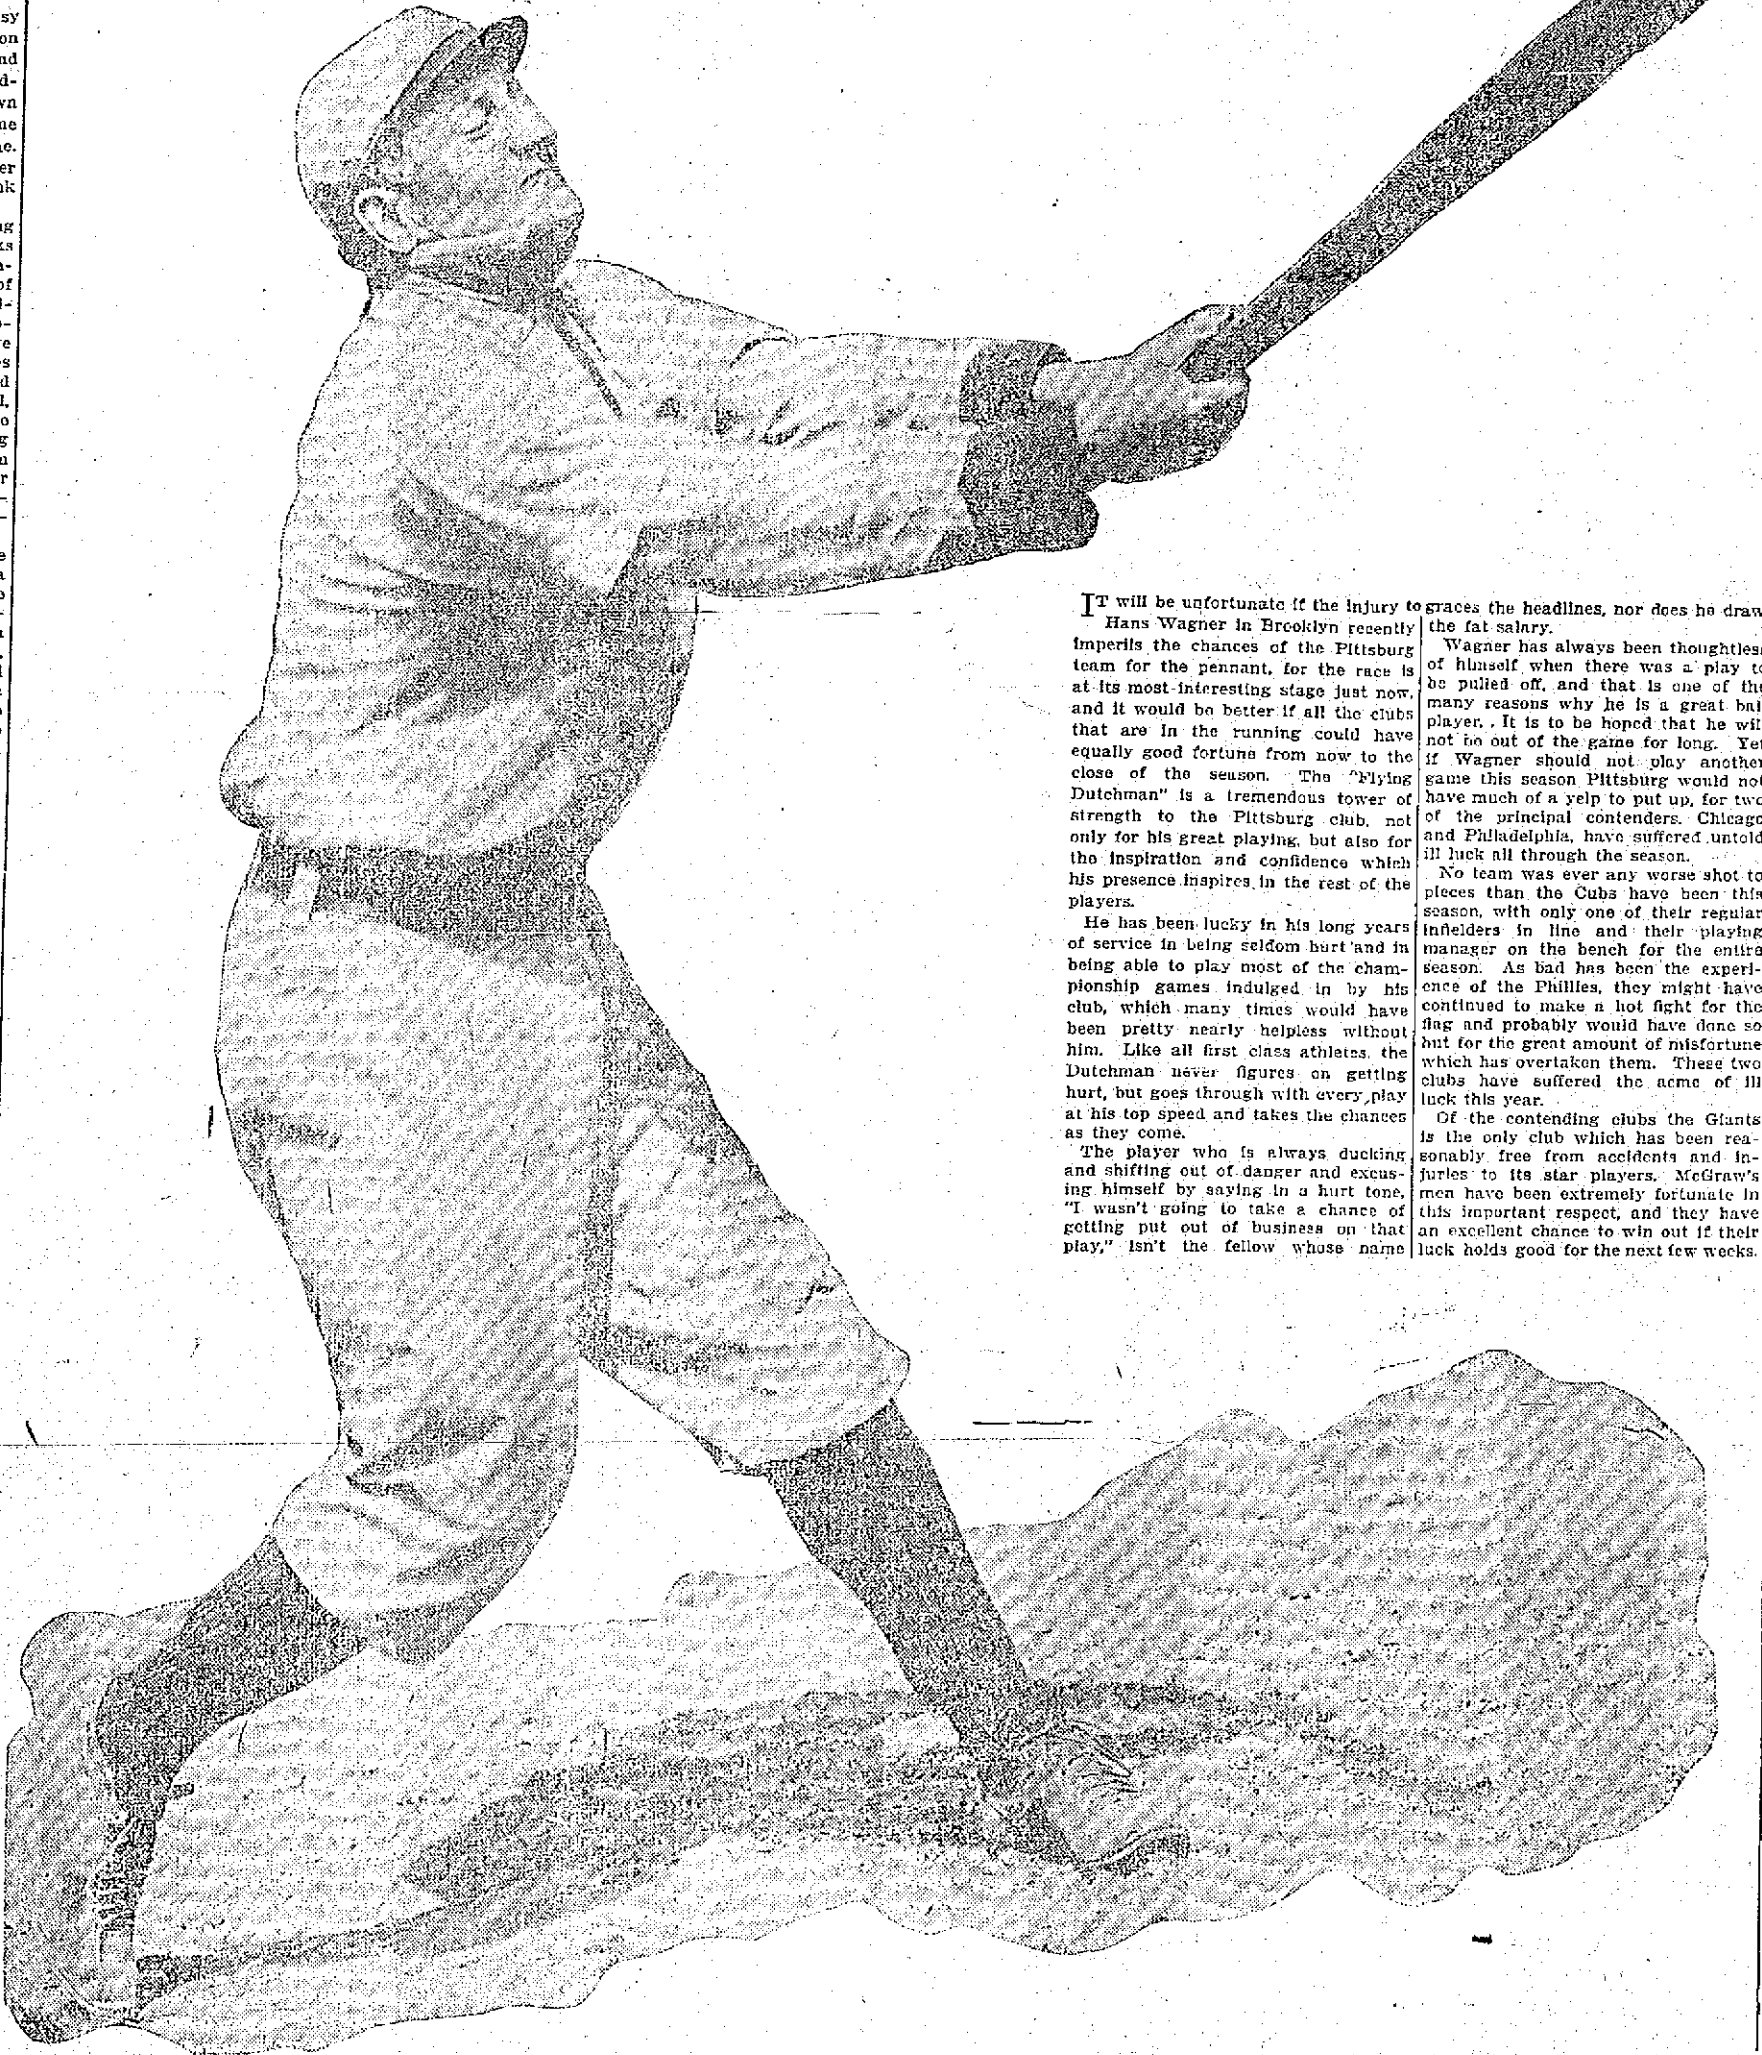 sy
on
nd
d-
wn
me
ne.
er
nk
ng
ks
of
IT will be unfortunate if the injury to
Hans Wagner in Brooklyn recently
imperils the chances of the Pittsburg
team for the pennant, for the race is
at its most interesting stage just now,
and it would be better if all the clubs
that are in the running could have
equally good fortune from now to the
close of the season. The "Flying
Dutchman" is a tremendous tower of
strength to the Pittsburg club, not
only for his great playing, but also for
the inspiration and confidence which
his presence inspires in the rest of the
players.
He has been lucky in his long years
of service in being seldom hurt and in
being able to play most of the cham-
pionship games indulged in by his
club, which many times would have
been pretty nearly helpless without
him. Like all first class athletes, the
Dutchman never figures on getting
hurt, but goes through with every play
at his top speed and takes the chances
as they come.
The player who is always ducking
and shifting out of danger and excus-
ing himself by saying in a hurt tone,
"I wasn't going to take a chance of
getting put out of business on that
play," isn't the fellow whose name
graces the headlines, nor does he draw
the fat salary.
Wagner has always been thoughtles
of himself when there was a play to
be pulled off, and that is one of the
many reasons why he is a great bal
player. It is to be hoped that he wil
not be out of the game for long. Yet
if Wagner should not play another
game this season Pittsburg would not
have much of a yelp to put up, for two
of the principal contenders, Chicago
and Philadelphia, have suffered untold
ill luck all through the season.
No team was ever any worse shot to
pieces than the Cubs have been this
season, with only one of their regular
infielders in line and their playing
manager on the bench for the entire
season. As bad has been the experi-
ence of the Phillies, they might have
continued to make a hot fight for the
flag and probably would have done so
but for the great amount of misfortune
which has overtaken them. These two
clubs have suffered the acme of ill
luck this year.
Of the contending clubs the Giants
is the only club which has been rea-
sonably free from accidents and in-
juries to its star players. McGraw's
men have been extremely fortunate in
this important respect, and they have
an excellent chance to win out if their
luck holds good for the next few weeks.